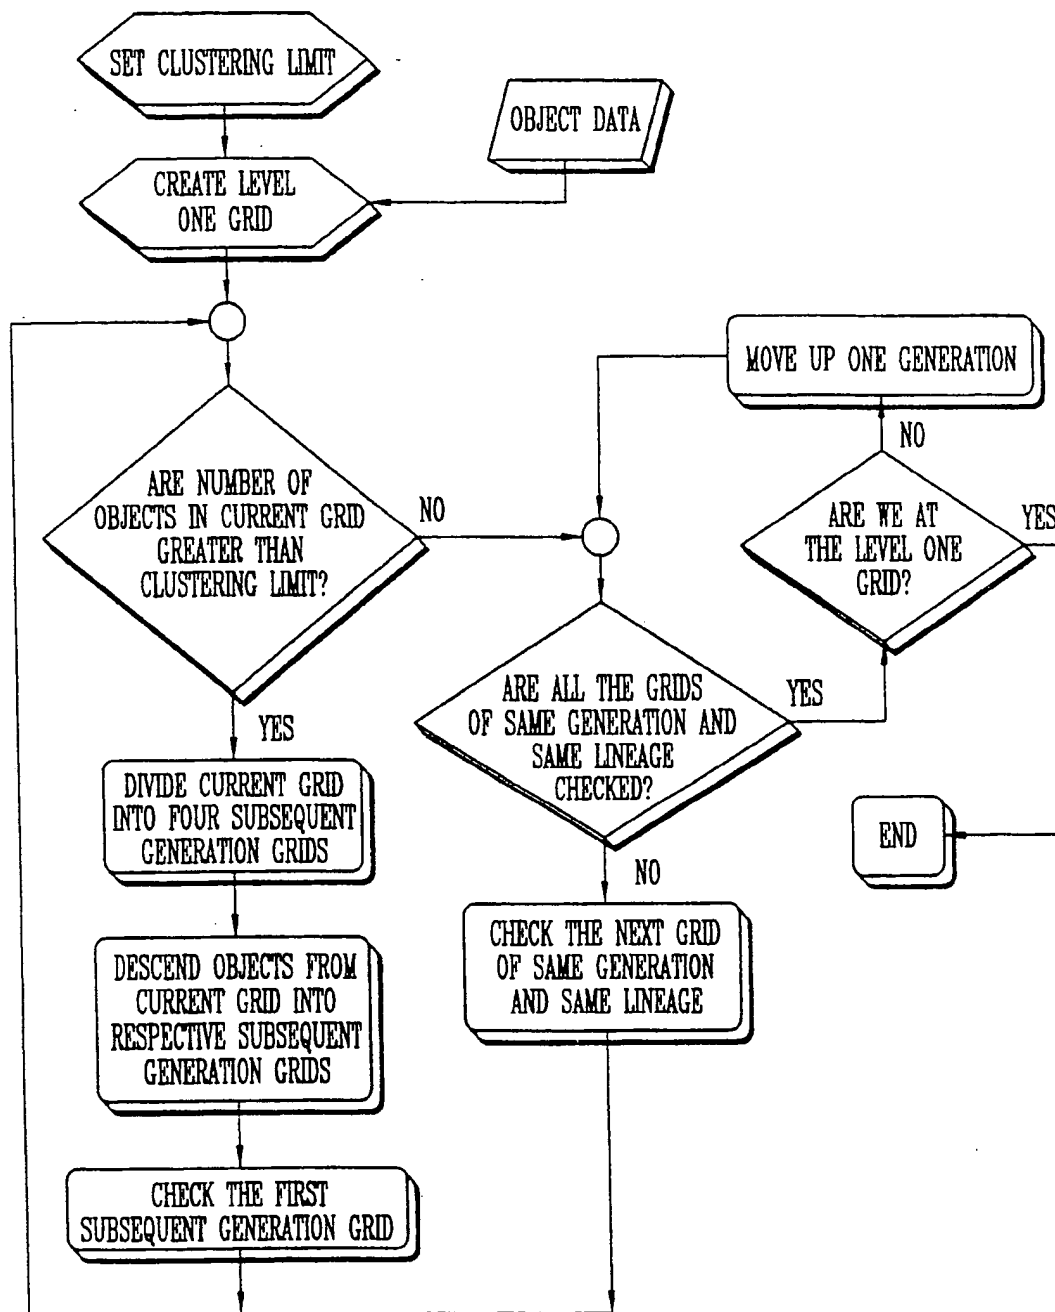 SET CLUSTERING LIMIT
OBJECT DATA
CREATE LEVEL
ONE GRID
MOVE UP ONE GENERATION
NO
ARE NUMBER OF
OBJECTS IN CURRENT GRID
GREATER THAN
CLUSTERING LIMIT?
NO
ARE WE AT
THE LEVEL ONE
GRID?
YES
ARE ALL THE GRIDS
OF SAME GENERATION AND
SAME LINEAGE
CHECKED?
YES
YES
DIVIDE CURRENT GRID
INTO FOUR SUBSEQUENT
GENERATION GRIDS
END
NO
CHECK THE NEXT GRID
OF SAME GENERATION
AND SAME LINEAGE
DESCEND OBJECTS FROM
CURRENT GRID INTO
RESPECTIVE SUBSEQUENT
GENERATION GRIDS
CHECK THE FIRST
SUBSEQUENT GENERATION GRID